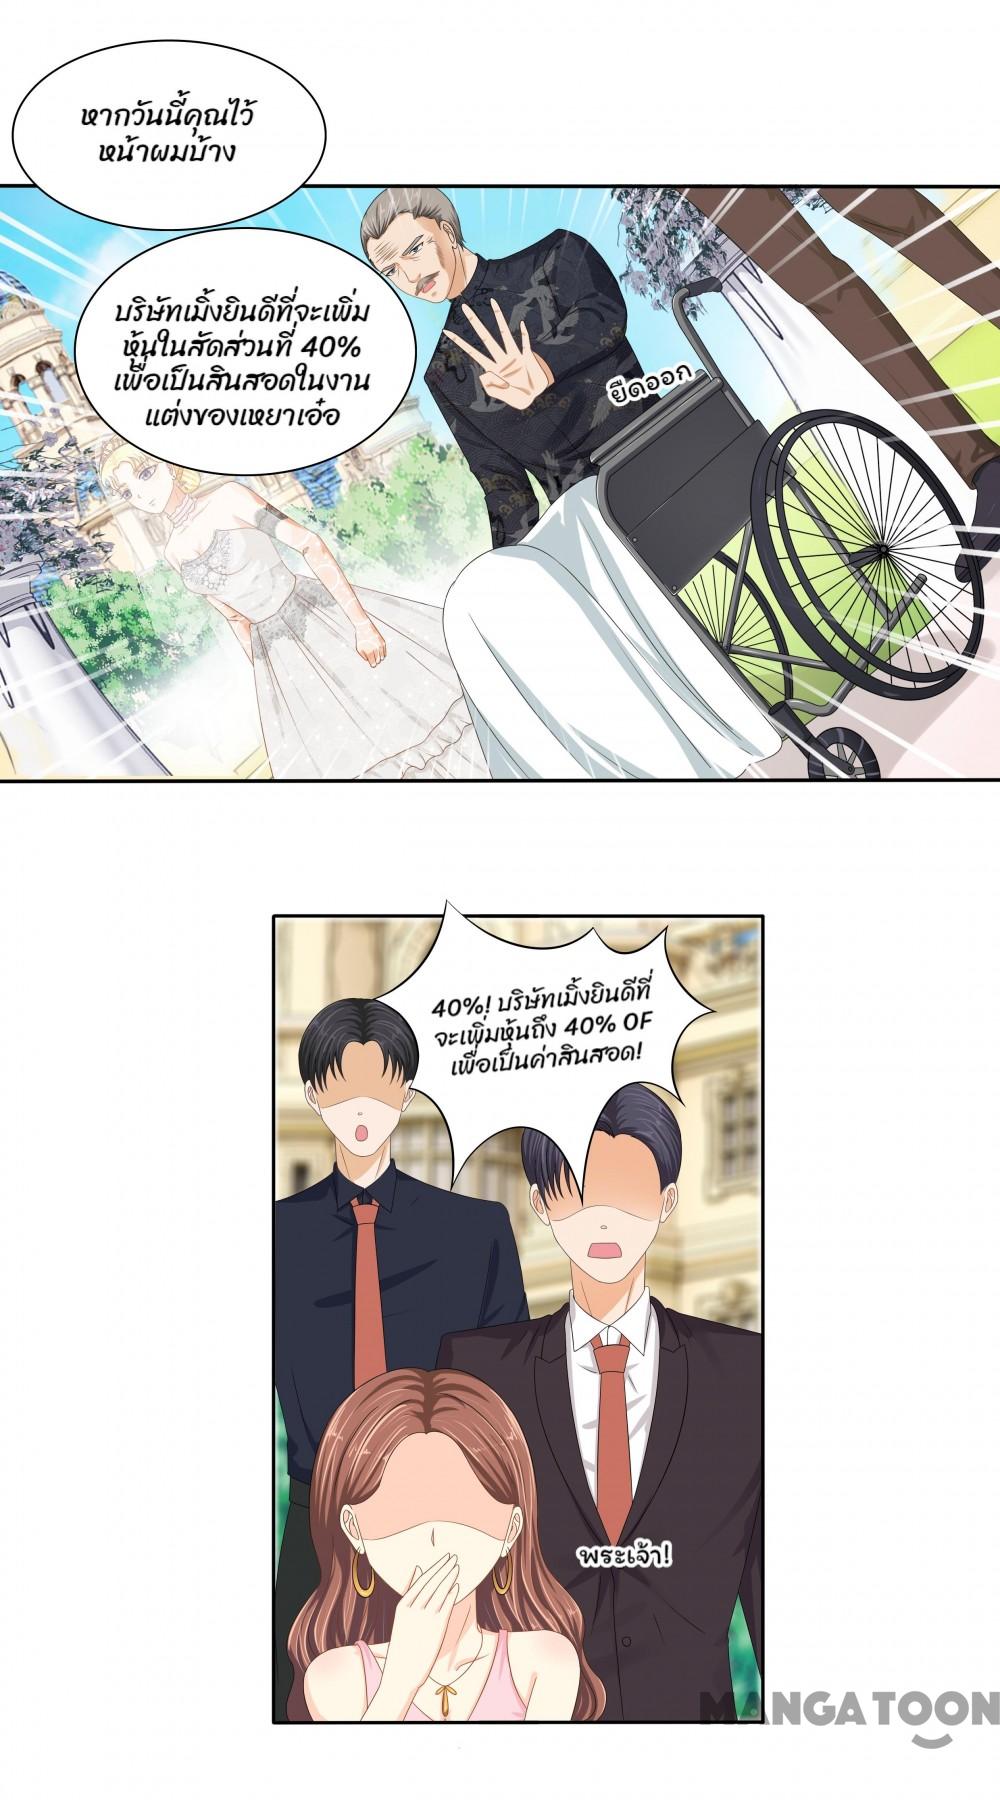 หากวันนี้คุณไว้
หน้าผมบ้าง
บริษัทเมิ้งยินดีที่จะเพิ่ม
หุ้นในสัดส่วนที่ 40%
เพื่อเป็นสินสอดในงาน
แต่งของเหยาเอ๋อ
ยืดออก
40%! บริษัทเมิ้งยินดีที่
จะเพิ่มหุ้นถึง 40% OF
เพื่อเป็นค่าสินสอด!
พระเจ้า!
MANGATOON